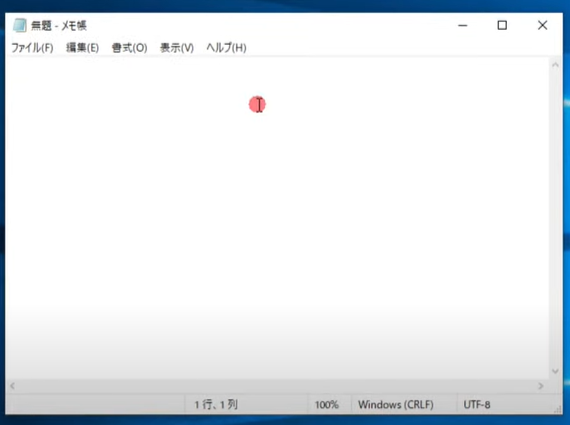 無題 - メモ帳
ファイル(F) 編集(E) 書式(O) 表示(V) ヘルプ(H)
1 行、1 列 100% Windows (CRLF) UTF-8